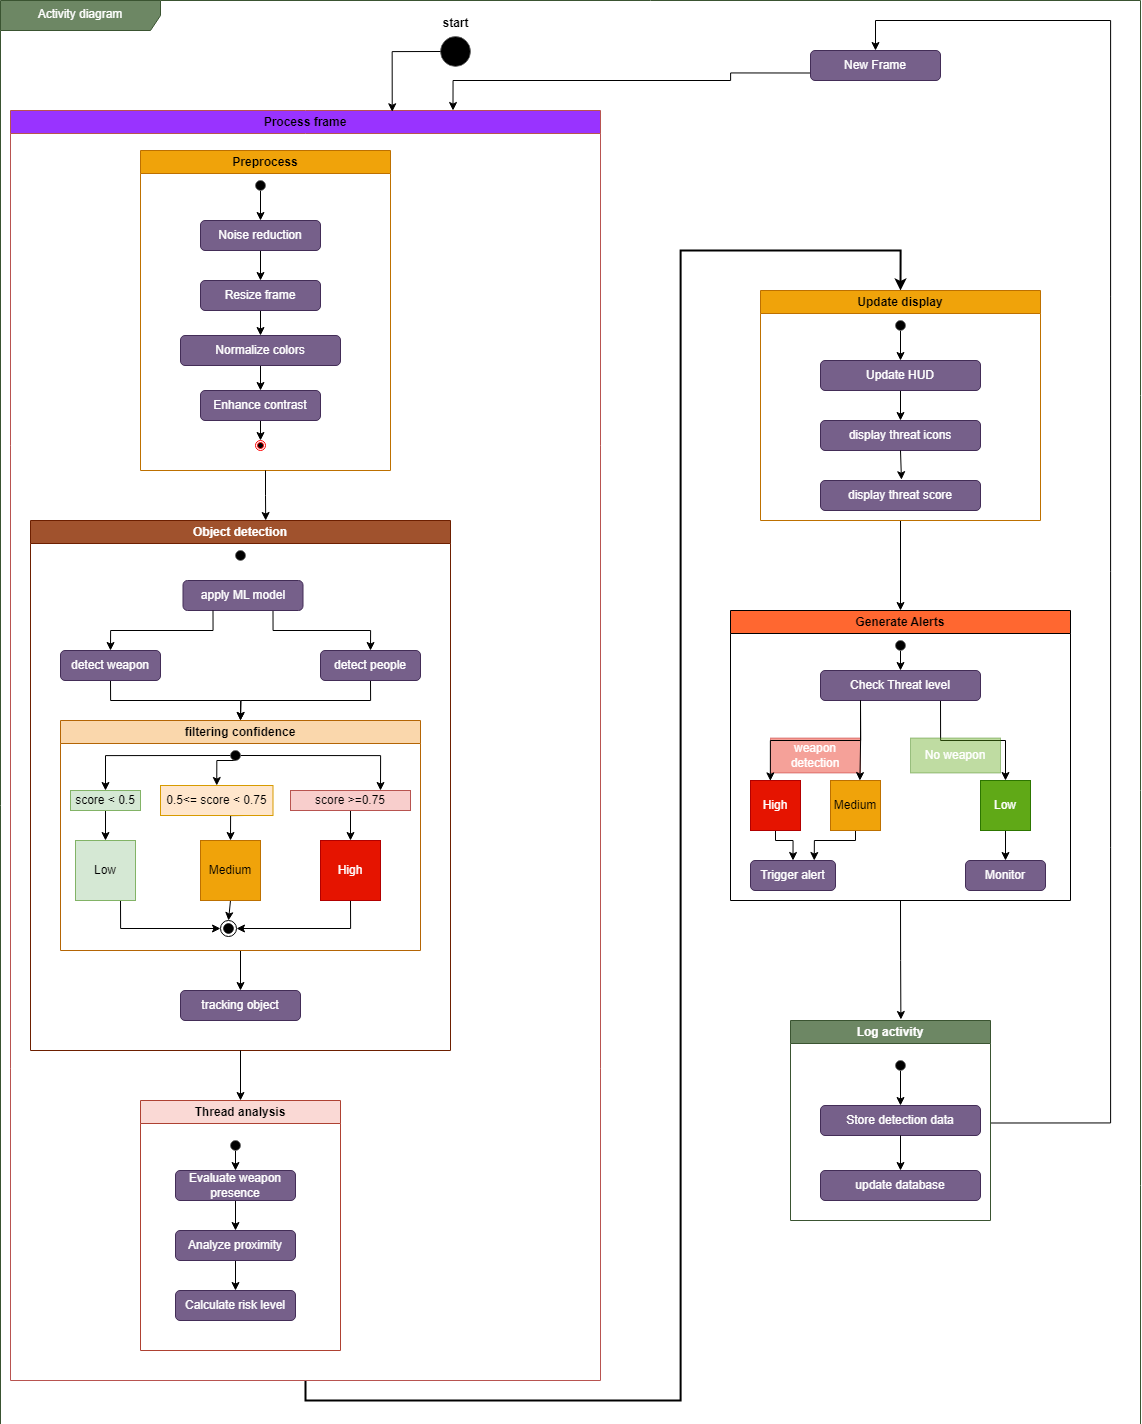 Activity diagram
start
New Frame
Process frame
Preprocess
Noise reduction
Resize frame
Normalize colors
Enhance contrast
Object detection
apply ML model
detect weapon
detect people
filtering confidence
score < 0.5
0.5<= score < 0.75
score >=0.75
Low
Medium
High
tracking object
Thread analysis
Evaluate weapon
presence
Analyze proximity
Calculate risk level
Update display
Update HUD
display threat icons
display threat score
Generate Alerts
Check Threat level
weapon
detection
No weapon
High
Medium
Low
Trigger alert
Monitor
Log activity
Store detection data
update database